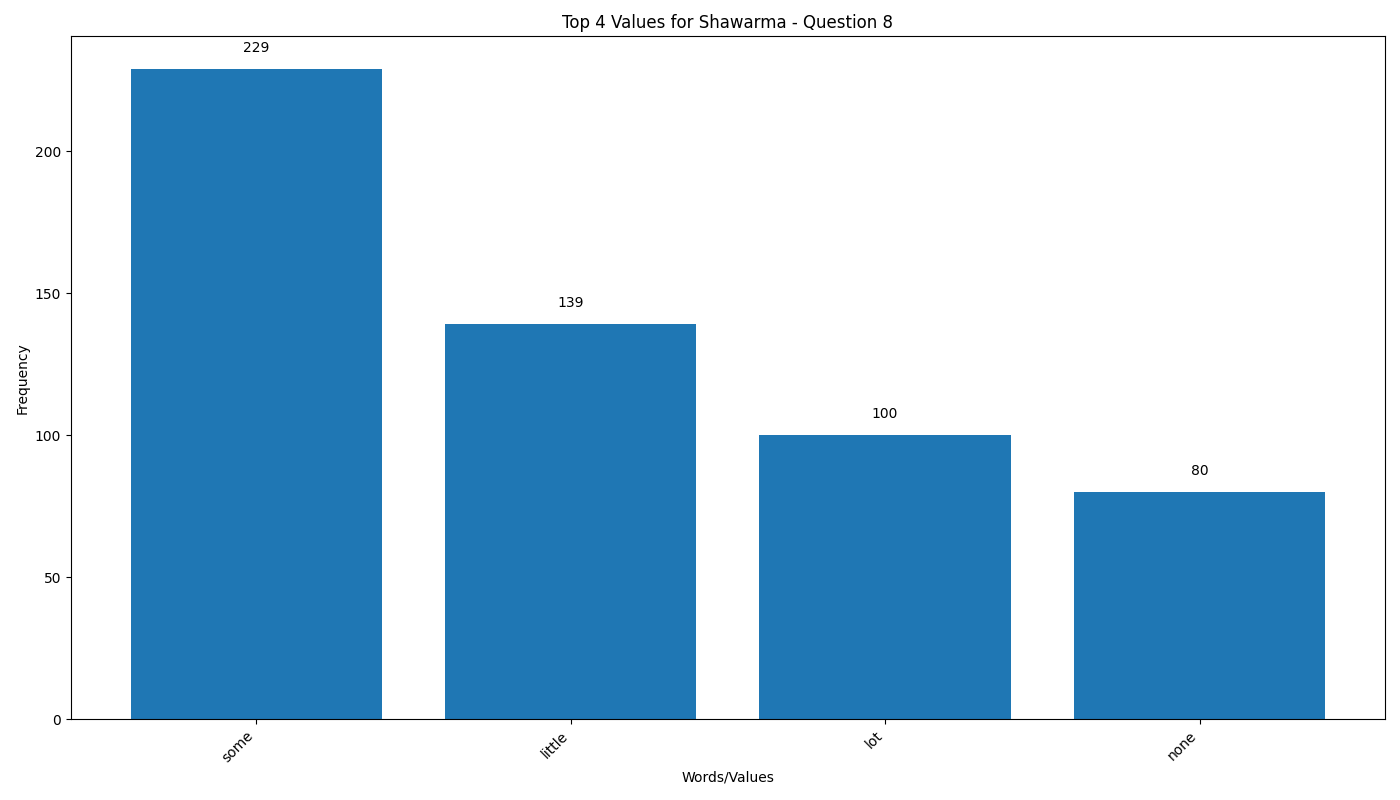 Top 4 Values for Shawarma - Question 8
229
139
100
80
200
150
100
50
0
Frequency
some
little
lot
none
Words/Values